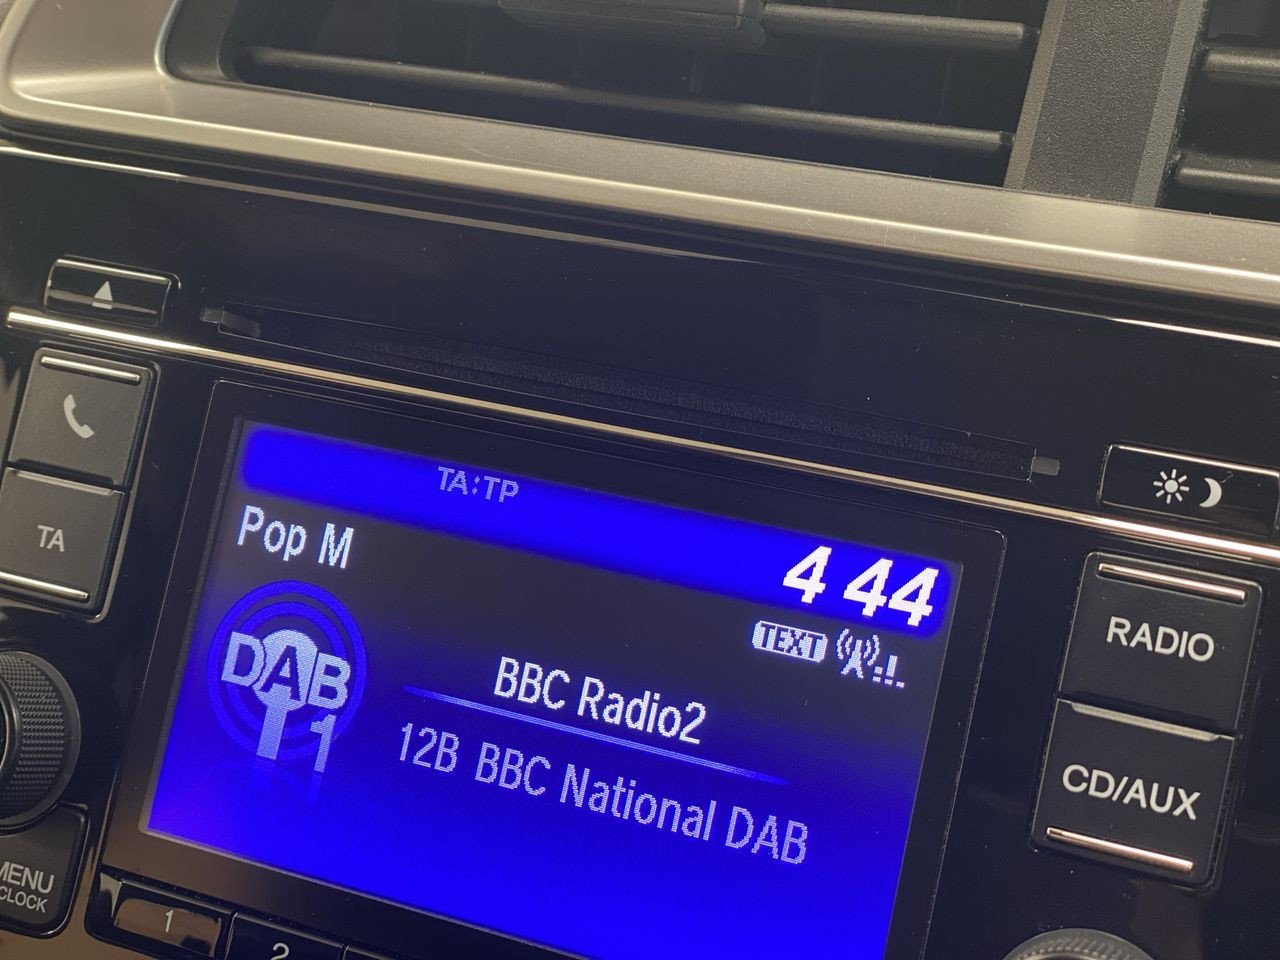 TA
TA:TP
Pop M
4 44
TEXT
DAB
1
BBC Radio2
12B BBC National DAB
RADIO
CD/AUX
MENU
CLOCK
1
2